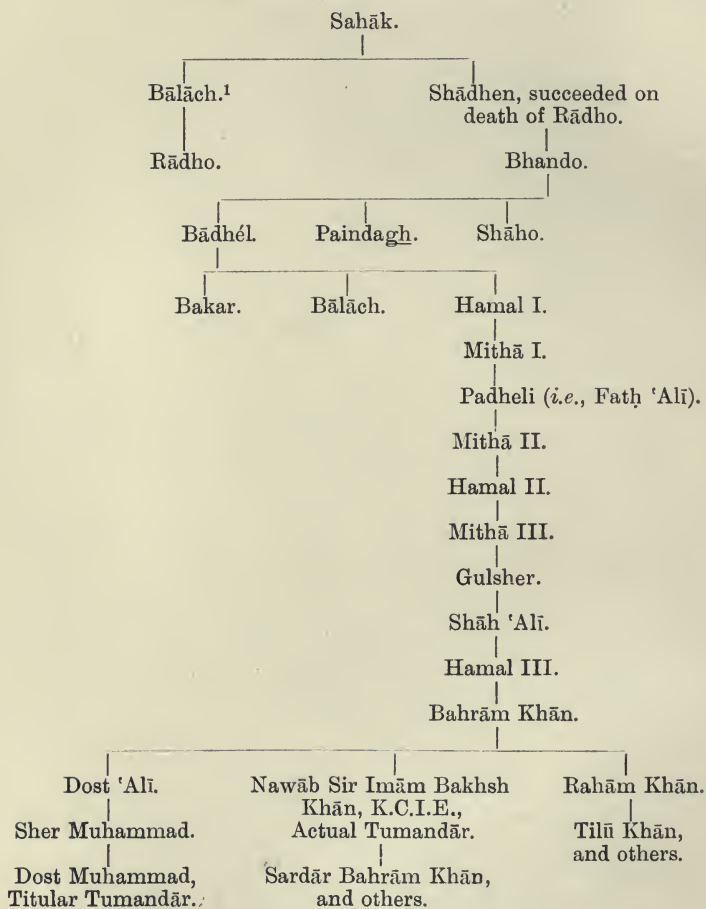 Sahāk.
Bālāch.¹ Shādhen, succeeded on
death of Rādho.
Rādho. Bhando.
Bādhél. Paindagh. Shāho.
Bakar. Bālāch. Hamal I.
Mithā I.
Padheli (i.e., Fatḥ ‘Alī).
Mithā II.
Hamal II.
Mithā III.
Gulsher.
Shāh ‘Alī.
Hamal III.
Bahrām Khān.
Dost ‘Alī. Nawāb Sir Imām Bakhsh Rahām Khān.
Khān, K.C.I.E.,
Sher Muhammad. Actual Tumandār. Tilū Khān,
and others.
Dost Muhammad, Sardār Bahrām Khān,
Titular Tumandār. and others.